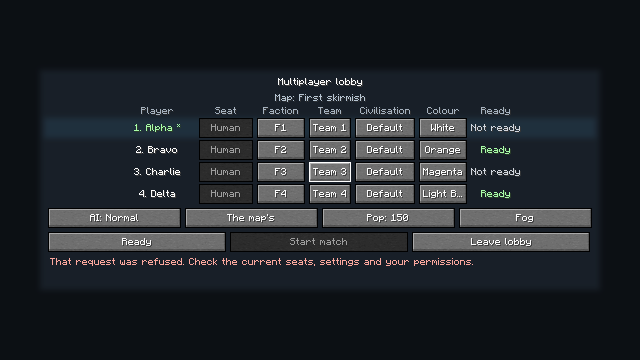 Multiplayer lobby
Map: First skirmish
Player Seat Faction Team Civilisation Colour Ready
1. Alpha * Human F1 Team 1 Default White Not ready
2. Bravo Human F2 Team 2 Default Orange Ready
3. Charlie Human F3 Team 3 Default Magenta Not ready
4. Delta Human F4 Team 4 Default Light B... Ready
AI: Normal The map's Pop: 150 Fog
Ready Start match Leave lobby
That request was refused. Check the current seats, settings and your permissions.